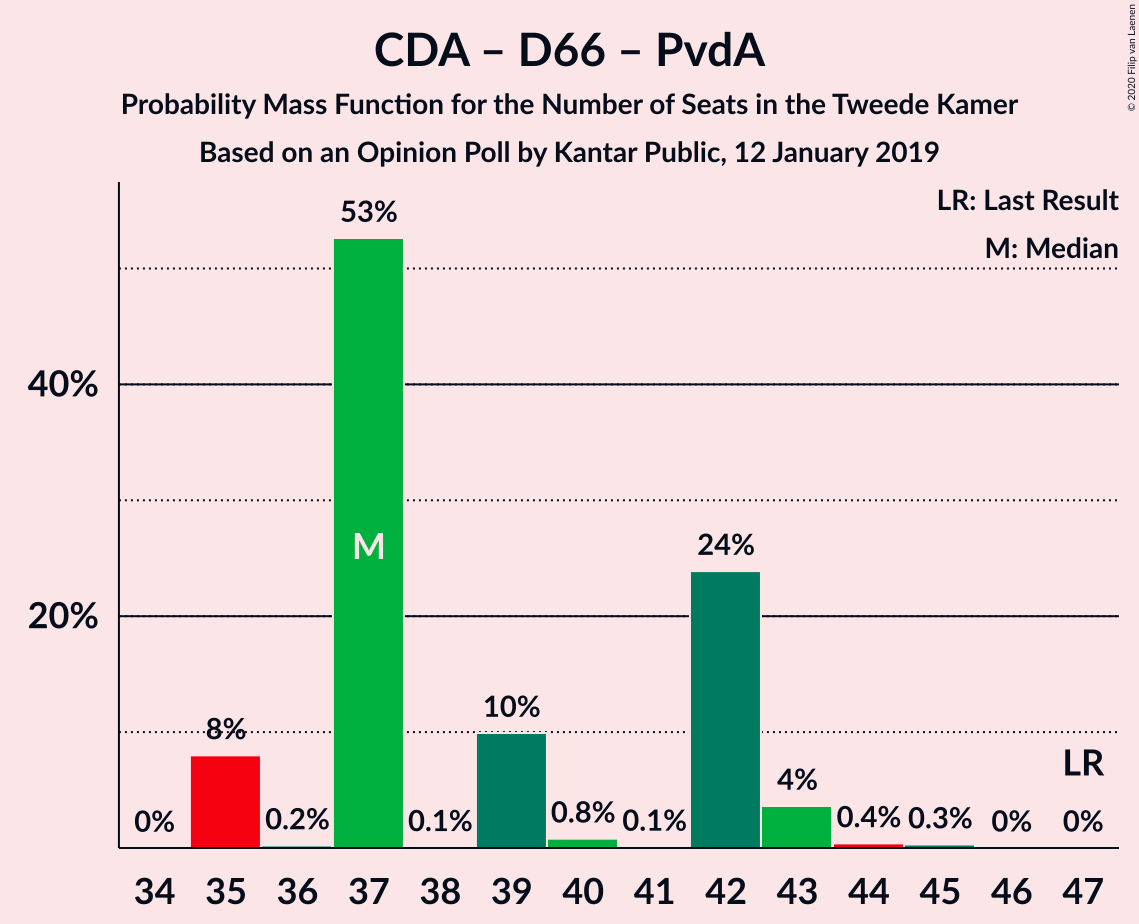 CDA – D66 – PvdA
Probability Mass Function for the Number of Seats in the Tweede Kamer
Based on an Opinion Poll by Kantar Public, 12 January 2019
© 2020 Filip van Laenen
LR: Last Result
M: Median
53%
40%
M
24%
20%
10%
8%
LR
4%
0%
0.2%
0.1%
0.8%
0.1%
0.4%
0.3%
0%
0%
34 35 36 37 38 39 40 41 42 43 44 45 46 47